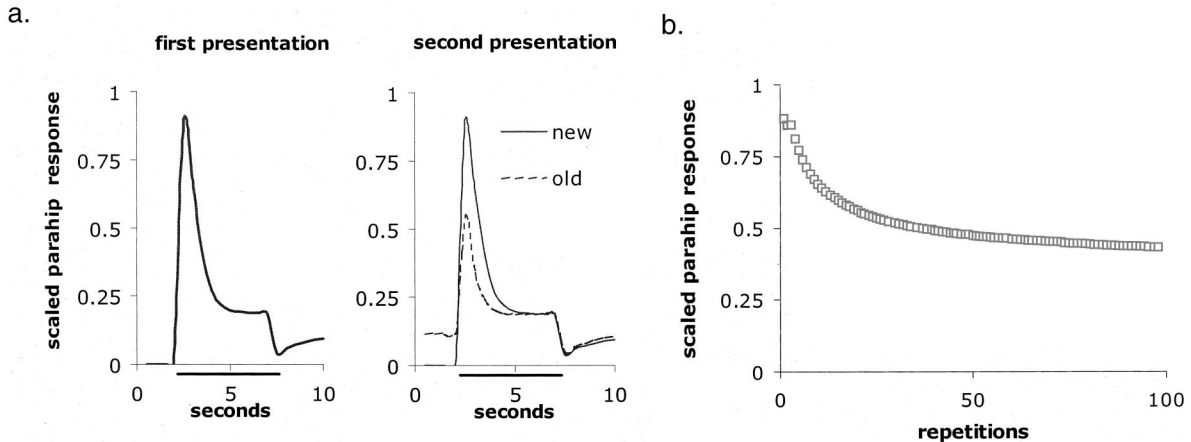 a.
first presentation
scaled parahip response
1
0.75
0.5
0.25
0
0
5
10
seconds
second presentation
1
0.75
0.5
0.25
0
new
old
0
5
10
seconds
b.
scaled parahip response
1
0.75
0.5
0.25
0
0
50
100
repetitions